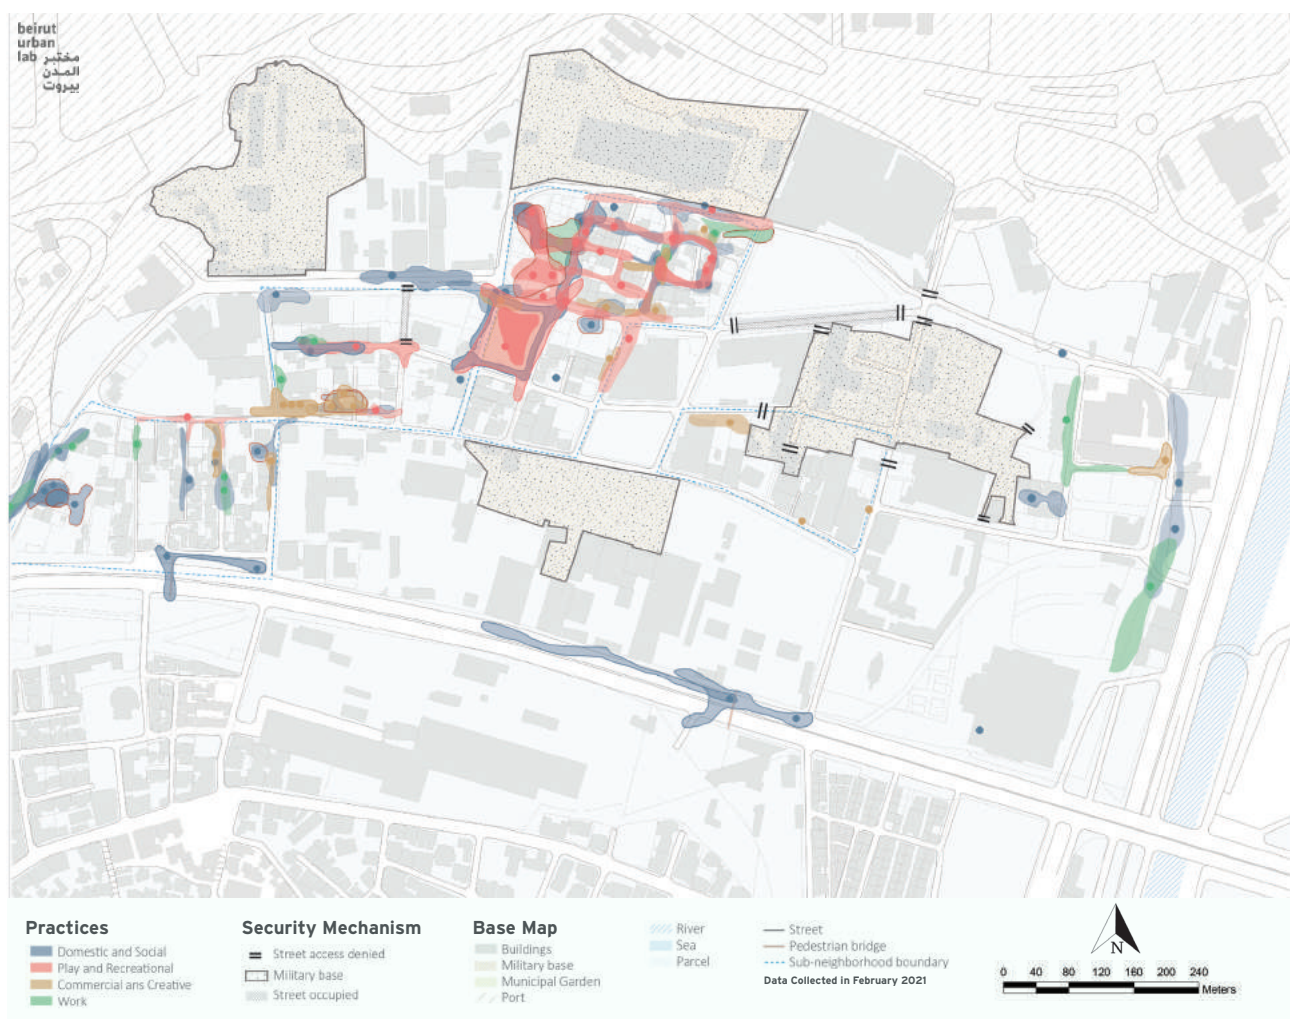 beirut
urban
lab مختبر
المدن
بيروت
Practices
Domestic and Social
Play and Recreational
Commercial ans Creative
Work
Security Mechanism
Street access denied
Military base
Street occupied
Base Map
Buildings
Military base
Municipal Garden
Port
River
Sea
Parcel
Street
Pedestrian bridge
Sub-neighborhood boundary
Data Collected in February 2021
N
0 40 80 120 160 200 240
Meters